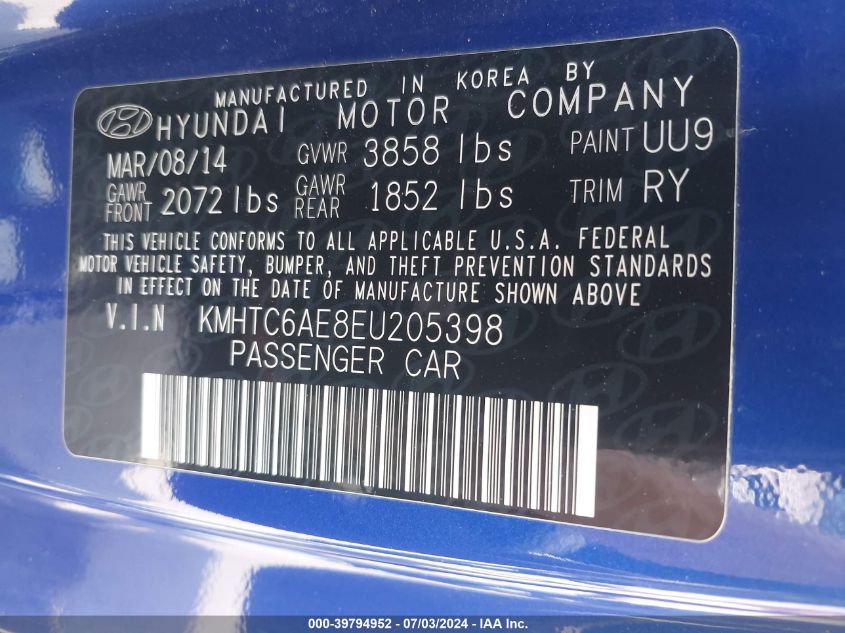 MANUFACTURED IN KOREA BY
HYUNDAI MOTOR COMPANY
MAR/08/14 GVWR 3858 lbs PAINT UU9
GAWR FRONT 2072 lbs GAWR REAR 1852 lbs TRIM RY
THIS VEHICLE CONFORMS TO ALL APPLICABLE U.S.A. FEDERAL
MOTOR VEHICLE SAFETY, BUMPER, AND THEFT PREVENTION STANDARDS
IN EFFECT ON THE DATE OF MANUFACTURE SHOWN ABOVE
V.I.N KMHTC6AE8EU205398
PASSENGER CAR
000-39794952 - 07/03/2024 - IAA Inc.